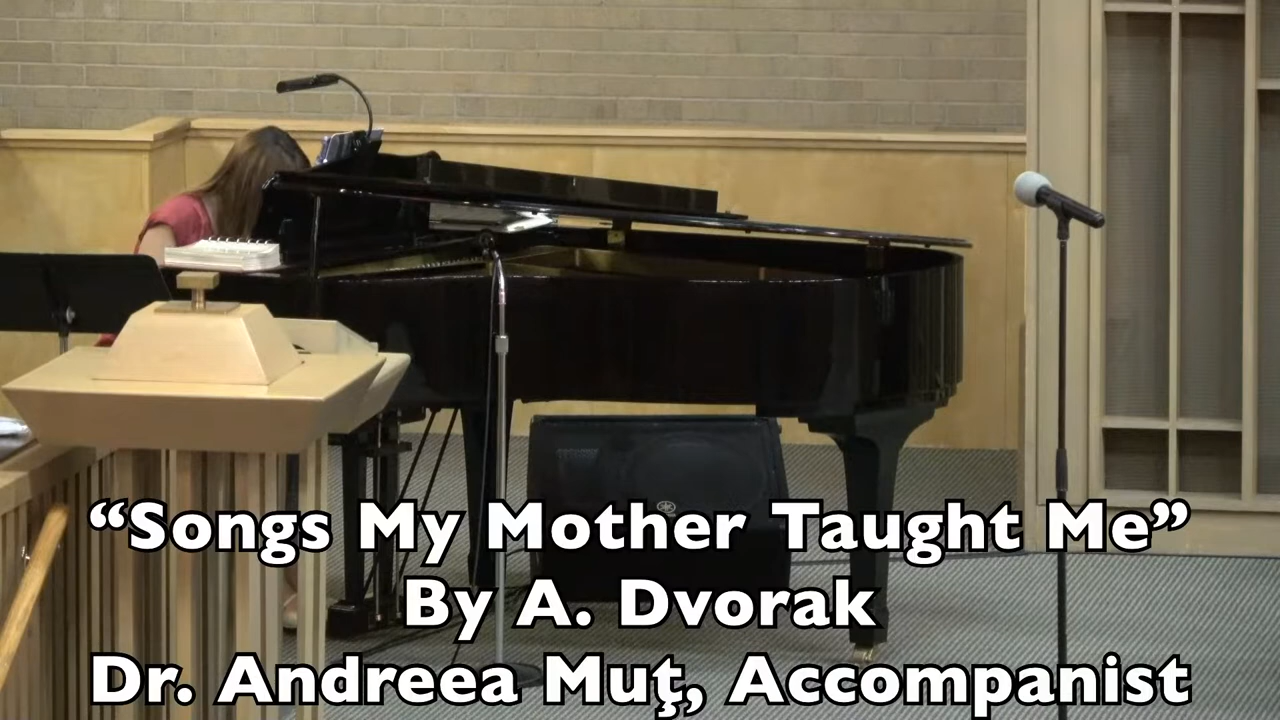 “Songs My Mother Taught Me”
By A. Dvorak
Dr. Andreea Muţ, Accompanist